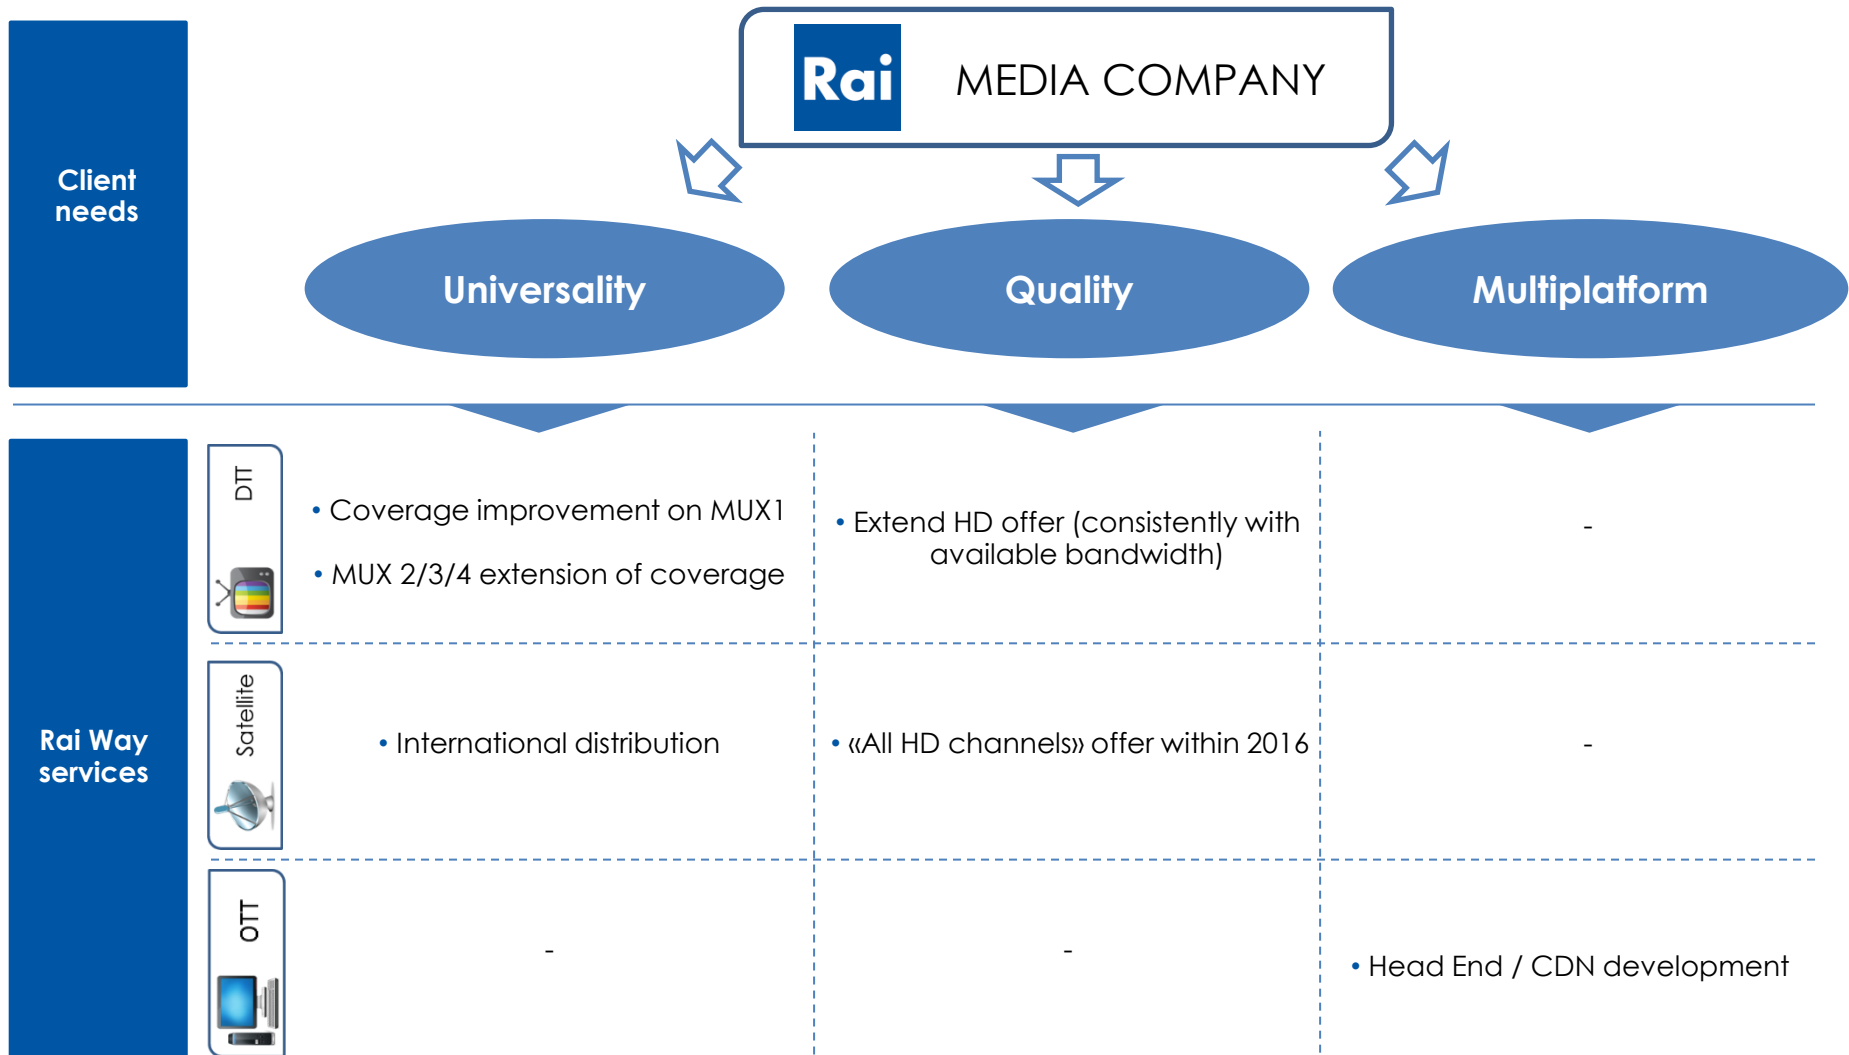 Rai MEDIA COMPANY
Client
needs
Universality
Quality
Multiplatform
Rai Way
services
DTT
• Coverage improvement on MUX1
• MUX 2/3/4 extension of coverage
• Extend HD offer (consistently with
available bandwidth)
-
Satellite
• International distribution
• «All HD channels» offer within 2016
-
OTT
-
-
• Head End / CDN development